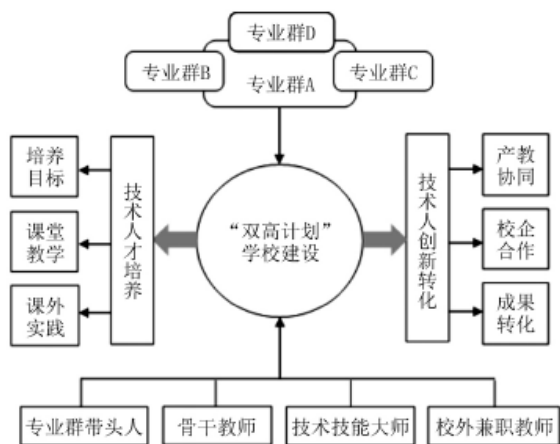 专业群D
专业群B
专业群C
专业群A
培养
目标
课堂
教学
课外
实践
技术人才培养
“双高计划”
学校建设
技术人创新转化
产教
协同
校企
合作
成果
转化
专业群带头人
骨干教师
技术技能大师
校外兼职教师